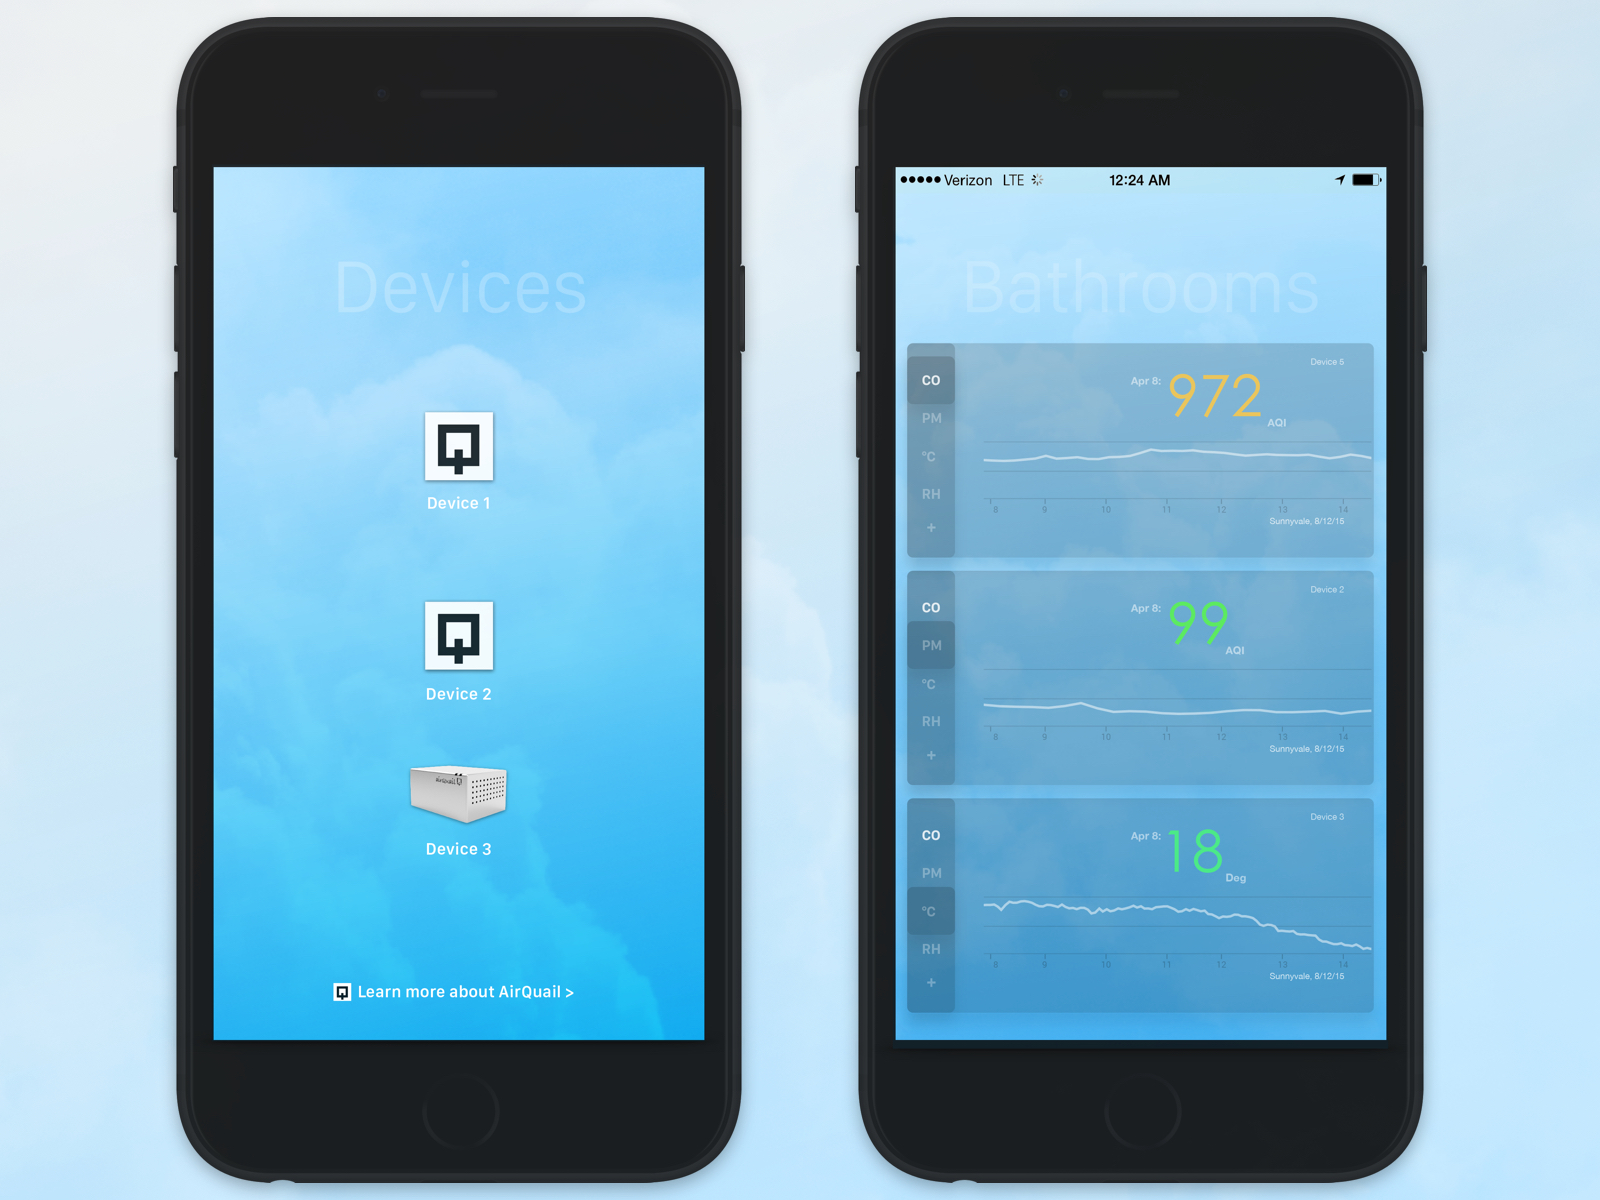 Devices
Device 1
Device 2
airQuail
Device 3
Learn more about AirQuail >
Verizon LTE 12:24 AM
Bathrooms
Device 5
CO
Apr 8: 972 AQI
PM
°C
RH
+
8 9 10 11 12 13 14
Sunnyvale, 8/12/15
Device 2
CO
Apr 8: 99 AQI
PM
°C
RH
+
8 9 10 11 12 13 14
Sunnyvale, 8/12/15
Device 3
CO
Apr 8: 18 Deg
PM
°C
RH
+
8 9 10 11 12 13 14
Sunnyvale, 8/12/15